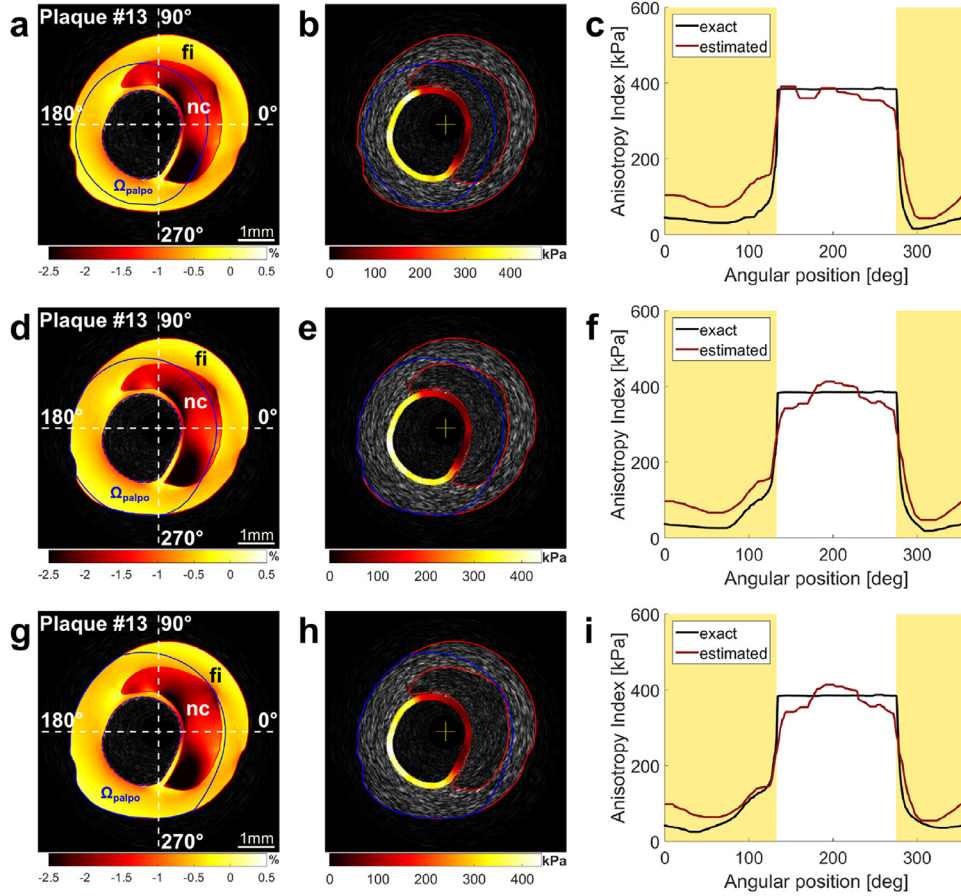 a
Plaque #13
90°
fi
nc
180°
0°
Ωpalpo
270°
1mm
%
-2.5 -2 -1.5 -1 -0.5 0 0.5
b
kPa
0 100 200 300 400
c
600
400
200
0
Anisotropy Index [kPa]
exact
estimated
0 100 200 300
Angular position [deg]
d
Plaque #13
90°
fi
nc
180°
0°
Ωpalpo
270°
1mm
%
-2.5 -2 -1.5 -1 -0.5 0 0.5
e
kPa
0 100 200 300 400
f
600
400
200
0
Anisotropy Index [kPa]
exact
estimated
0 100 200 300
Angular position [deg]
g
Plaque #13
90°
fi
nc
180°
0°
Ωpalpo
270°
1mm
%
-2.5 -2 -1.5 -1 -0.5 0 0.5
h
kPa
0 100 200 300 400
i
600
400
200
0
Anisotropy Index [kPa]
exact
estimated
0 100 200 300
Angular position [deg]